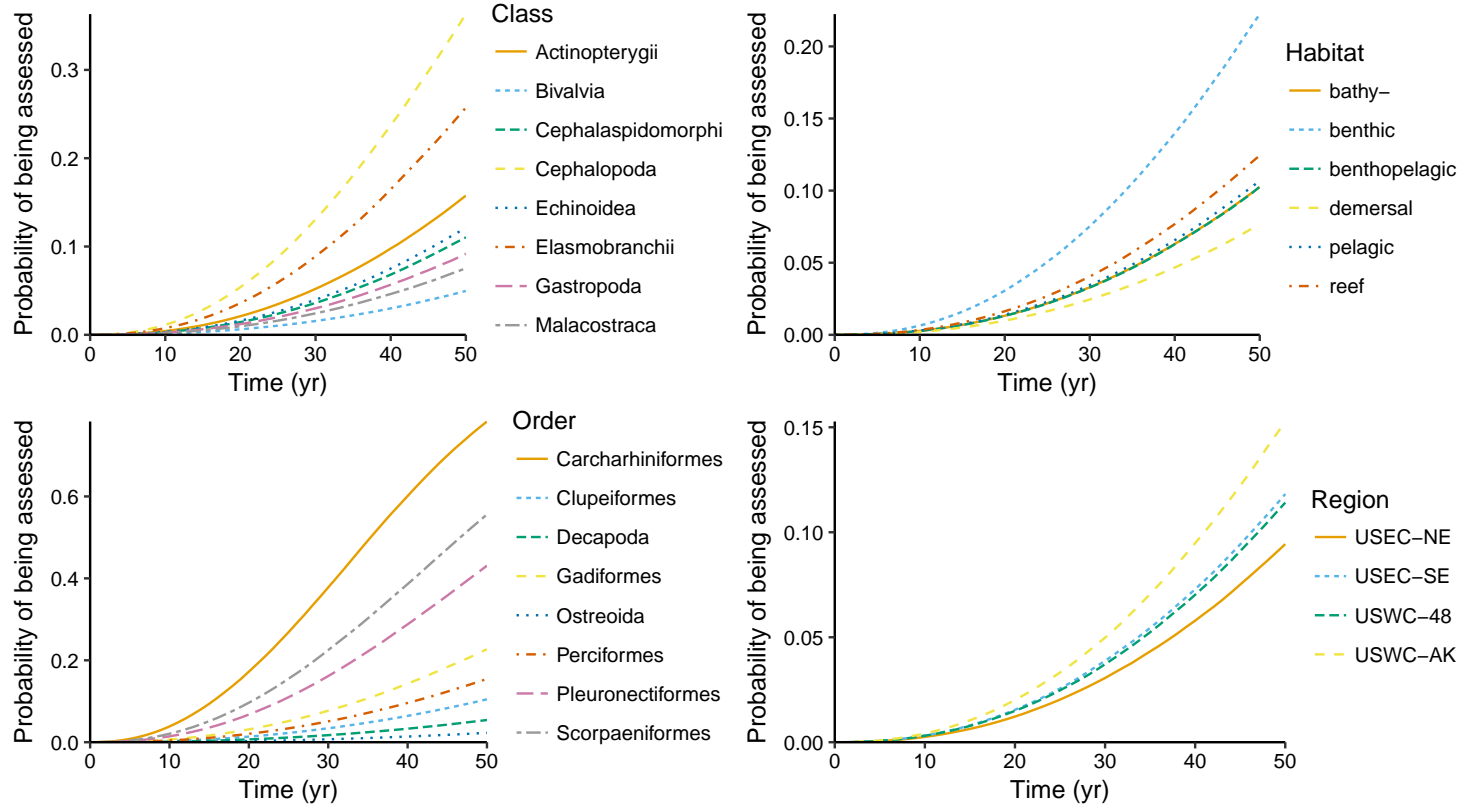 Class
Probability of being assessed
0.3
0.2
0.1
0.0
0 10 20 30 40 50
Time (yr)
Actinopterygii
Bivalvia
Cephalaspidomorphi
Cephalopoda
Echinoidea
Elasmobranchii
Gastropoda
Malacostraca
Probability of being assessed
0.20
0.15
0.10
0.05
0.00
0 10 20 30 40 50
Time (yr)
Habitat
bathy−
benthic
benthopelagic
demersal
pelagic
reef
Probability of being assessed
0.6
0.4
0.2
0.0
0 10 20 30 40 50
Time (yr)
Order
Carcharhiniformes
Clupeiformes
Decapoda
Gadiformes
Ostreoida
Perciformes
Pleuronectiformes
Scorpaeniformes
Probability of being assessed
0.15
0.10
0.05
0.00
0 10 20 30 40 50
Time (yr)
Region
USEC−NE
USEC−SE
USWC−48
USWC−AK